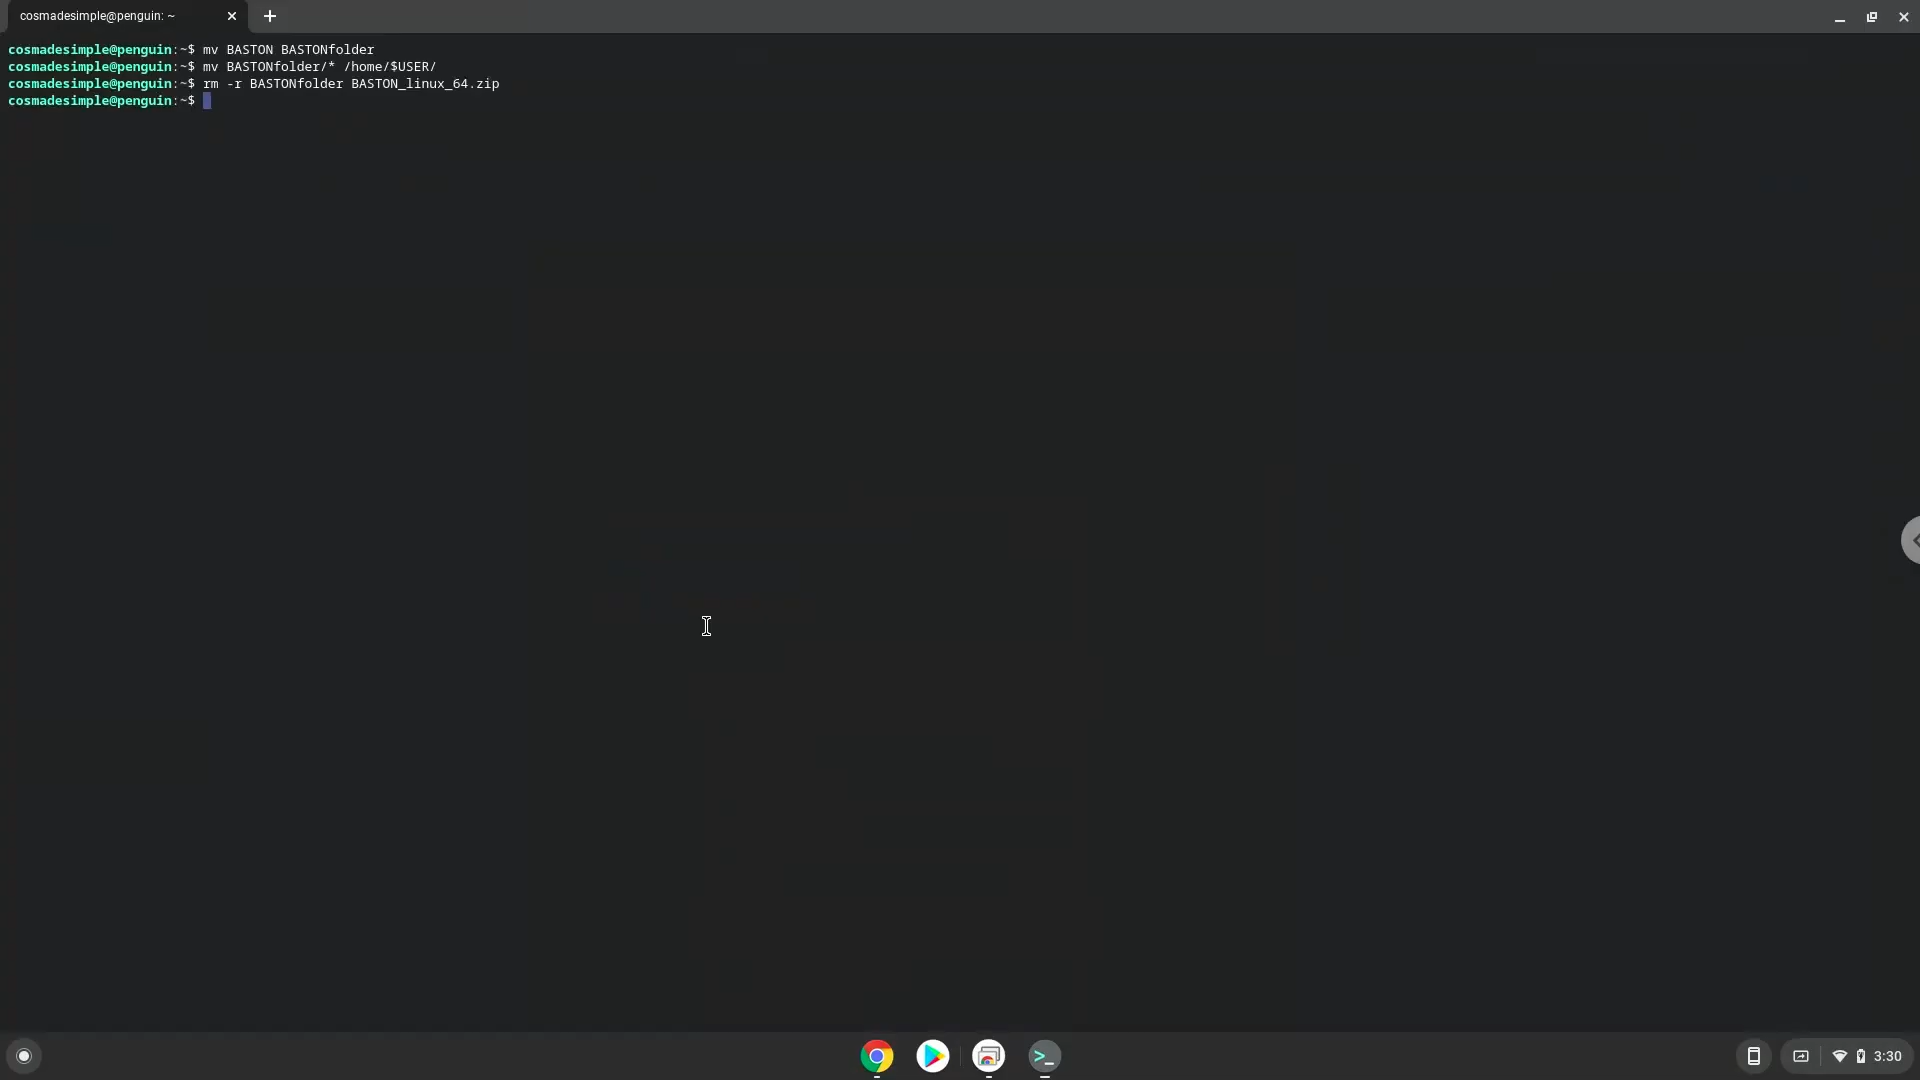 cosmadesimple@penguin: ~
cosmadesimple@penguin:~$ mv BASTON BASTONfolder
cosmadesimple@penguin:~$ mv BASTONfolder/* /home/$USER/
cosmadesimple@penguin:~$ rm -r BASTONfolder BASTON_linux_64.zip
cosmadesimple@penguin:~$
3:30